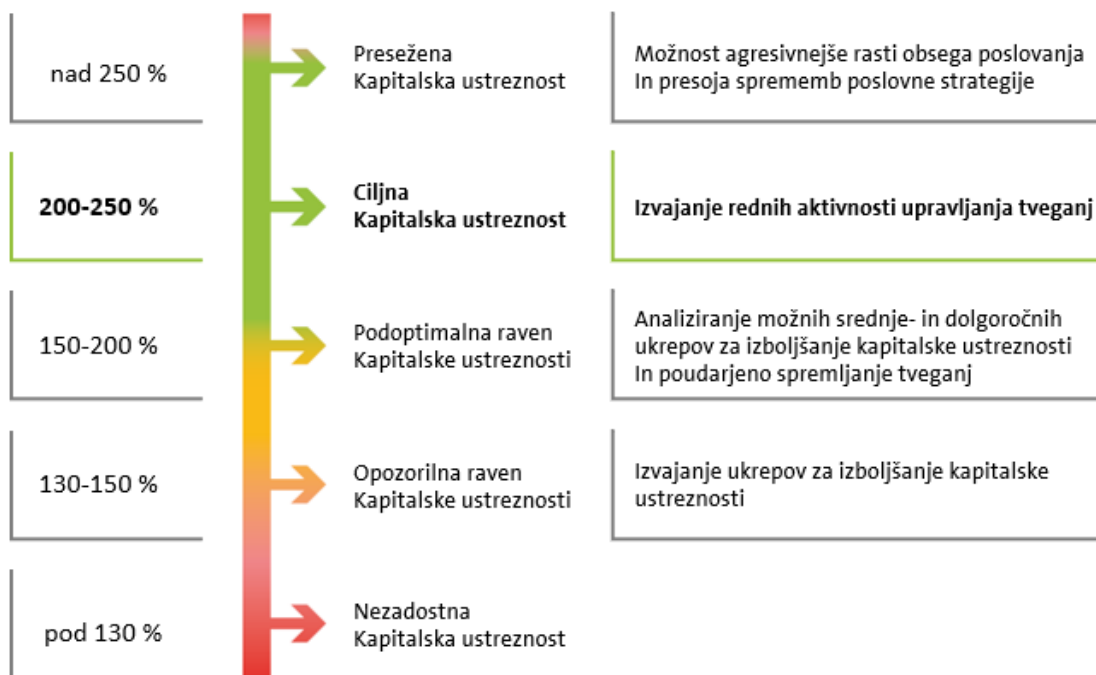 nad 250 %
Presežena
Kapitalska ustreznost
Možnost agresivnejše rasti obsega poslovanja
In presoja sprememb poslovne strategije
200-250 %
Ciljna
Kapitalska ustreznost
Izvajanje rednih aktivnosti upravljanja tveganj
150-200 %
Podoptimalna raven
Kapitalske ustreznosti
Analiziranje možnih srednje- in dolgoročnih
ukrepov za izboljšanje kapitalske ustreznosti
In poudarjeno spremljanje tveganj
130-150 %
Opozorilna raven
Kapitalske ustreznosti
Izvajanje ukrepov za izboljšanje kapitalske
ustreznosti
pod 130 %
Nezadostna
Kapitalska ustreznost